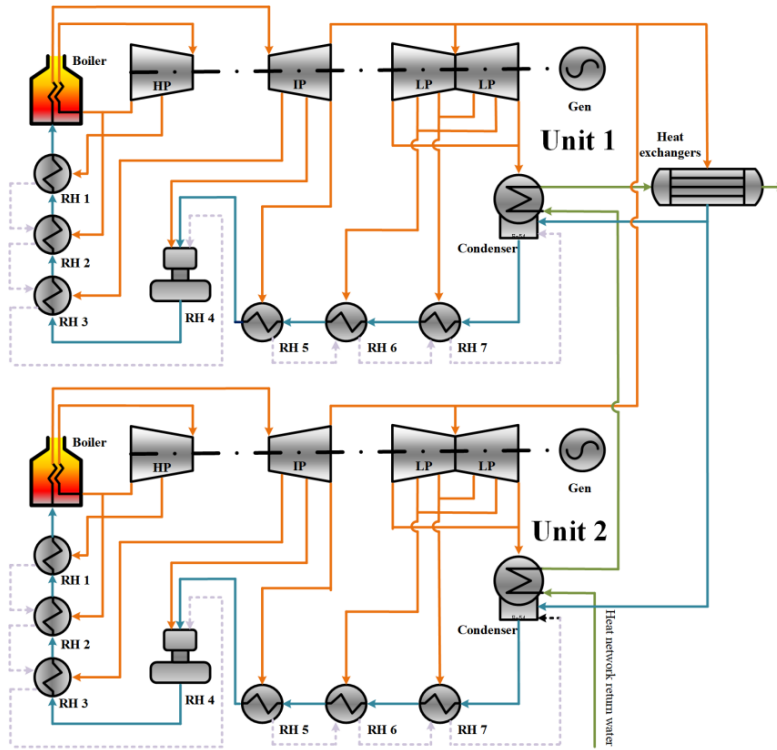 Boiler
HP
IP
LP
LP
Gen
Unit 1
Heat
exchangers
RH 1
RH 2
RH 3
RH 4
Condenser
RH 5
RH 6
RH 7
Boiler
HP
IP
LP
LP
Gen
Unit 2
RH 1
RH 2
RH 3
RH 4
Condenser
RH 5
RH 6
RH 7
Heat network return water